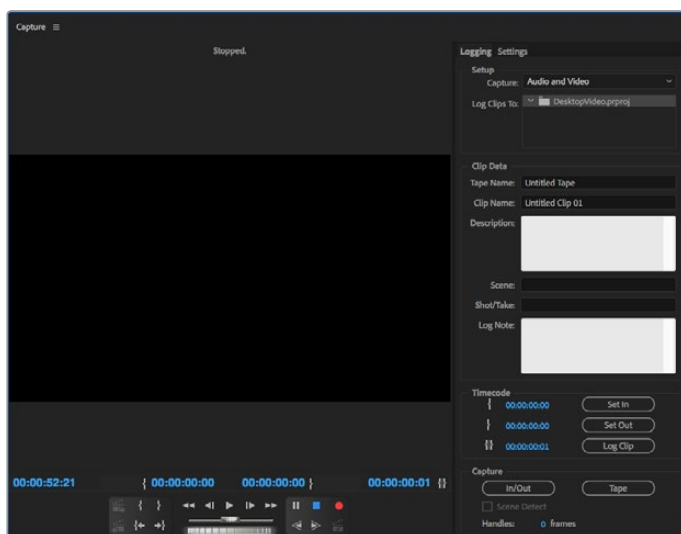 Capture
Stopped.
Logging Settings
Setup
Capture: Audio and Video
Log Clips To: DesktopVideo.prproj
Clip Data
Tape Name: Untitled Tape
Clip Name: Untitled Clip 01
Description:
Scene:
Shot/Take:
Log Note:
Timecode
{ 00:00:00:00 Set In
} 00:00:00:00 Set Out
{} 00:00:00:01 Log Clip
00:00:52:21 { 00:00:00:00 00:00:00:00 } 00:00:00:01 {}
Capture
In/Out Tape
Scene Detect
Handles: 0 frames